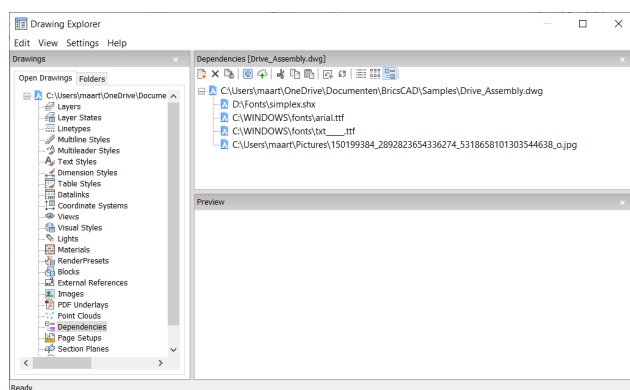 Drawing Explorer
Edit View Settings Help
Drawings
Open Drawings Folders
C:\Users\maart\OneDrive\Docume
Layers
Layer States
Linetypes
Multiline Styles
Multileader Styles
Text Styles
Dimension Styles
Table Styles
Datalinks
Coordinate Systems
Views
Visual Styles
Lights
Materials
RenderPresets
Blocks
External References
Images
PDF Underlays
Point Clouds
Dependencies
Page Setups
Section Planes
Dependencies [Drive_Assembly.dwg]
C:\Users\maart\OneDrive\Documenten\BricsCAD\Samples\Drive_Assembly.dwg
D:\Fonts\simplex.shx
C:\WINDOWS\fonts\arial.ttf
C:\WINDOWS\fonts\txt____.ttf
C:\Users\maart\Pictures\150199384_2892823654336274_5318658101303544638_o.jpg
Preview
Ready